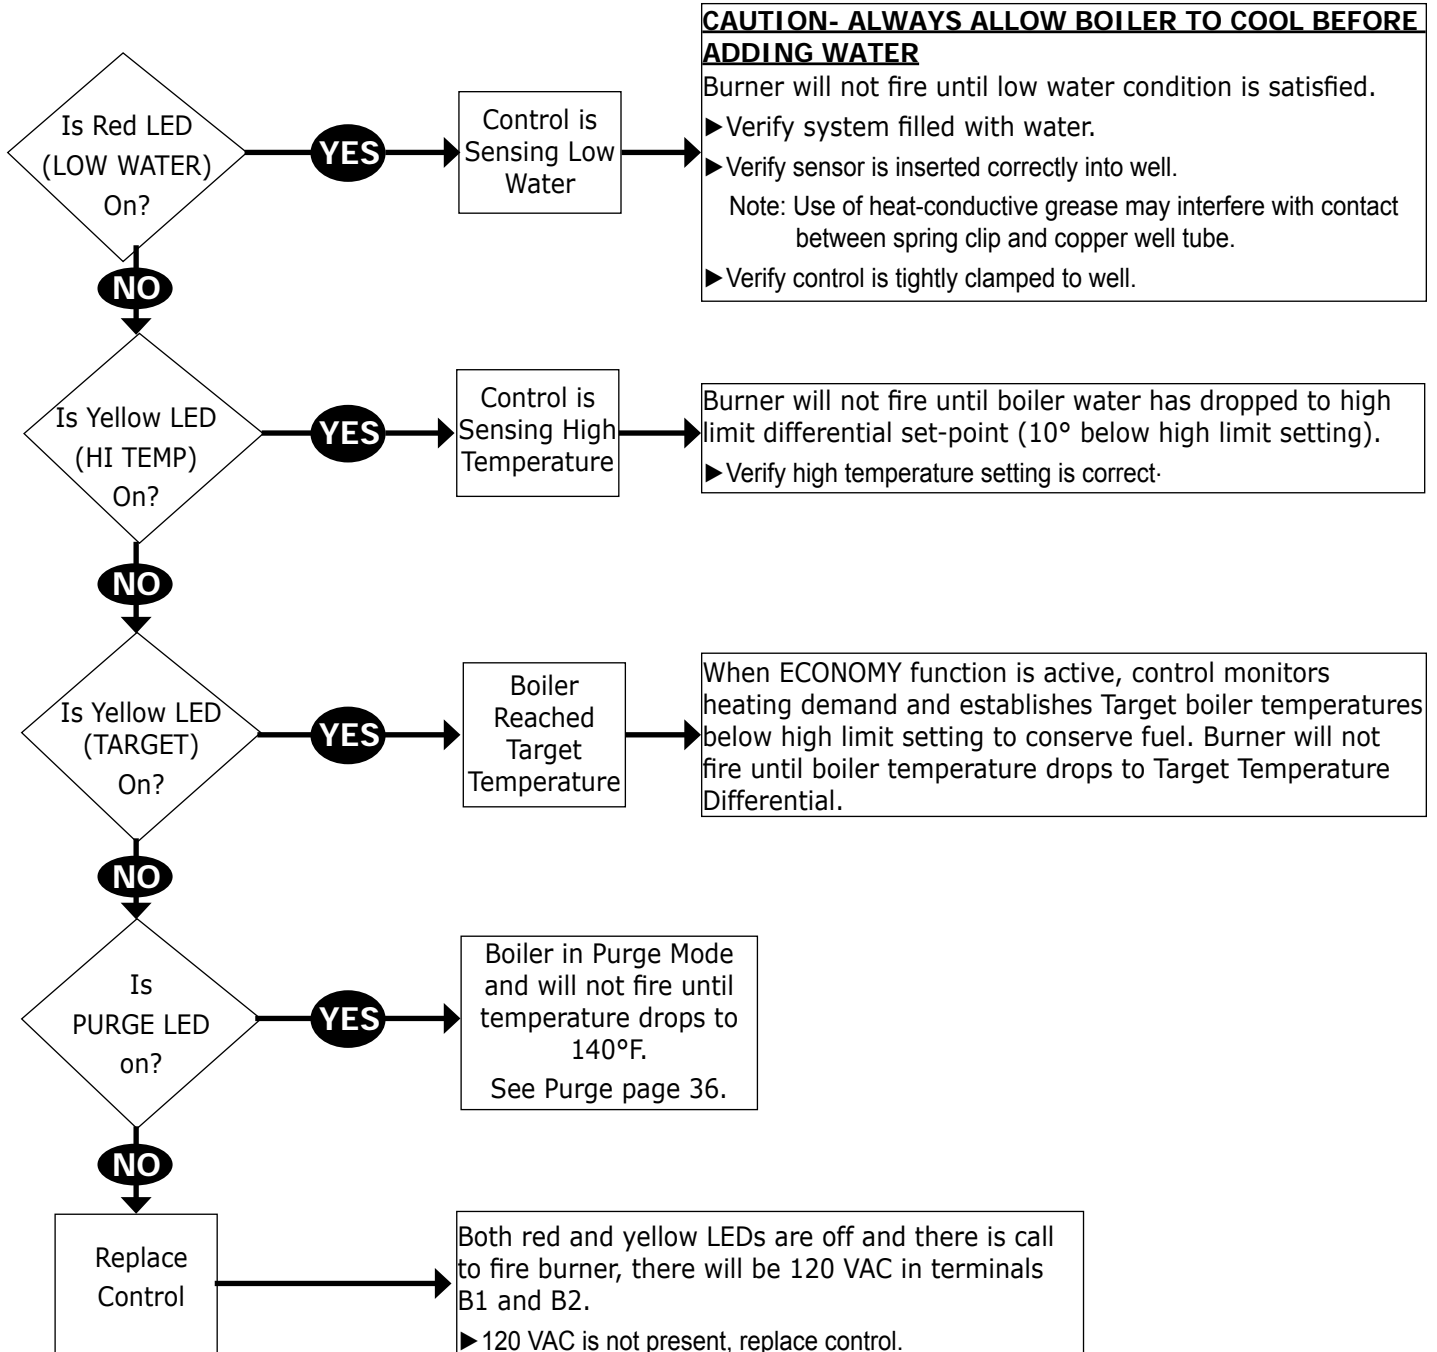 CAUTION- ALWAYS ALLOW BOILER TO COOL BEFORE
ADDING WATER
Burner will not fire until low water condition is satisfied.
►Verify system filled with water.
►Verify sensor is inserted correctly into well.
Note: Use of heat-conductive grease may interfere with contact
between spring clip and copper well tube.
►Verify control is tightly clamped to well.
Is Red LED
(LOW WATER)
On?
YES
Control is
Sensing Low
Water
NO
Is Yellow LED
(HI TEMP)
On?
YES
Control is
Sensing High
Temperature
Burner will not fire until boiler water has dropped to high
limit differential set-point (10° below high limit setting).
►Verify high temperature setting is correct.
NO
Is Yellow LED
(TARGET)
On?
YES
Boiler
Reached
Target
Temperature
When ECONOMY function is active, control monitors
heating demand and establishes Target boiler temperatures
below high limit setting to conserve fuel. Burner will not
fire until boiler temperature drops to Target Temperature
Differential.
NO
Is
PURGE LED
on?
YES
Boiler in Purge Mode
and will not fire until
temperature drops to
140°F.
See Purge page 36.
NO
Replace
Control
Both red and yellow LEDs are off and there is call
to fire burner, there will be 120 VAC in terminals
B1 and B2.
►120 VAC is not present, replace control.